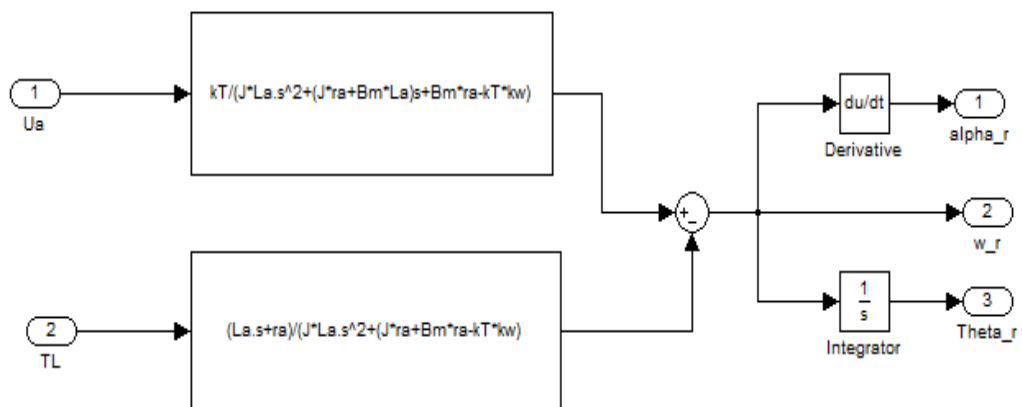 1
Ua
kT/(J*La.s^2+(J*ra+Bm*La)s+Bm*ra-kT*kw)
du/dt
Derivative
1
alpha_r
+
−
2
w_r
2
TL
(La.s+ra)/(J*La.s^2+(J*ra+Bm*ra-kT*kw)
1
s
Integrator
3
Theta_r